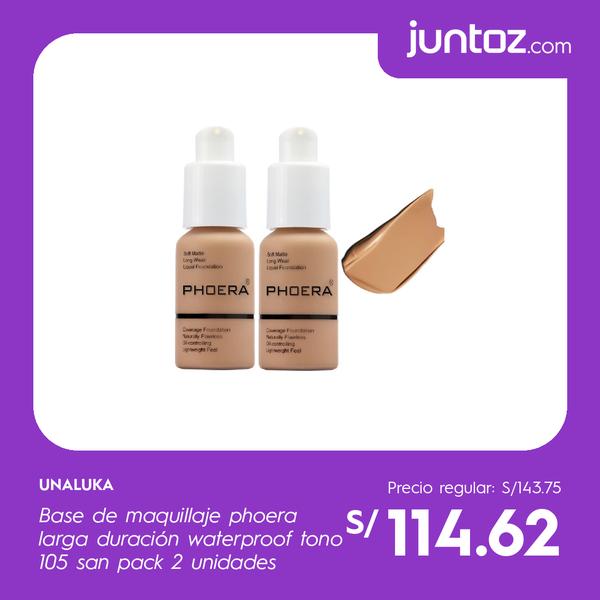 juntoz.com
Soft Matte
Long Wear
Liquid Foundation
PHOERA®
Coverage Foundation
Naturally Flawless
Oil-controlling
Lightweight Feel
Soft Matte
Long Wear
Liquid Foundation
PHOERA®
Coverage Foundation
Naturally Flawless
Oil-controlling
Lightweight Feel
UNALUKA
Base de maquillaje phoera
larga duración waterproof tono
105 san pack 2 unidades
Precio regular: S/143.75
S/ 114.62